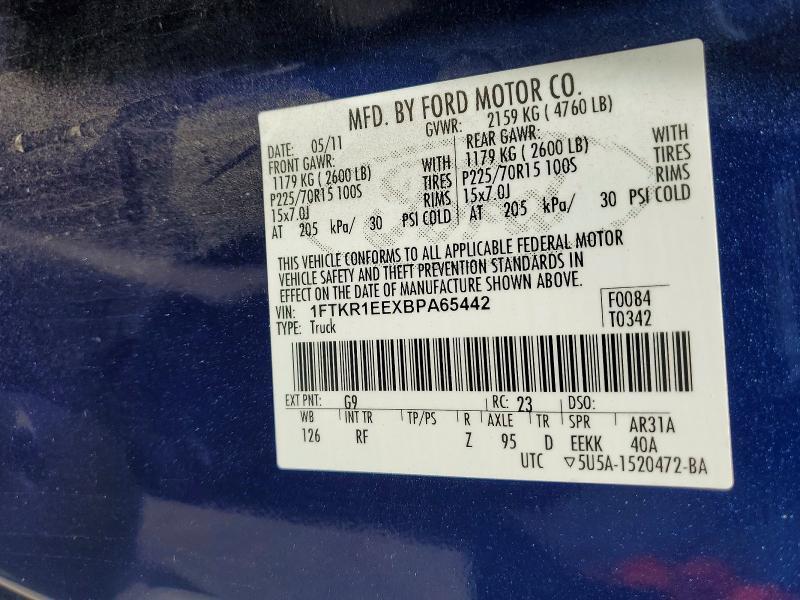 MFD. BY FORD MOTOR CO.
DATE: 05/11 GVWR: 2159 KG ( 4760 LB)
FRONT GAWR: REAR GAWR:
1179 KG ( 2600 LB) WITH 1179 KG ( 2600 LB) WITH
P225/70R15 100S TIRES P225/70R15 100S TIRES
15x7.0J RIMS 15x7.0J RIMS
AT 205 kPa/ 30 PSI COLD AT 205 kPa/ 30 PSI COLD
THIS VEHICLE CONFORMS TO ALL APPLICABLE FEDERAL MOTOR
VEHICLE SAFETY AND THEFT PREVENTION STANDARDS IN
EFFECT ON THE DATE OF MANUFACTURE SHOWN ABOVE.
VIN: 1FTKR1EEXBPA65442 F0084
TYPE: Truck T0342
EXT PNT: G9 RC: 23 DSO:
WB INT TR TP/PS R AXLE TR SPR AR31A
126 RF Z 95 D EEKK 40A
UTC ▽5U5A-1520472-BA